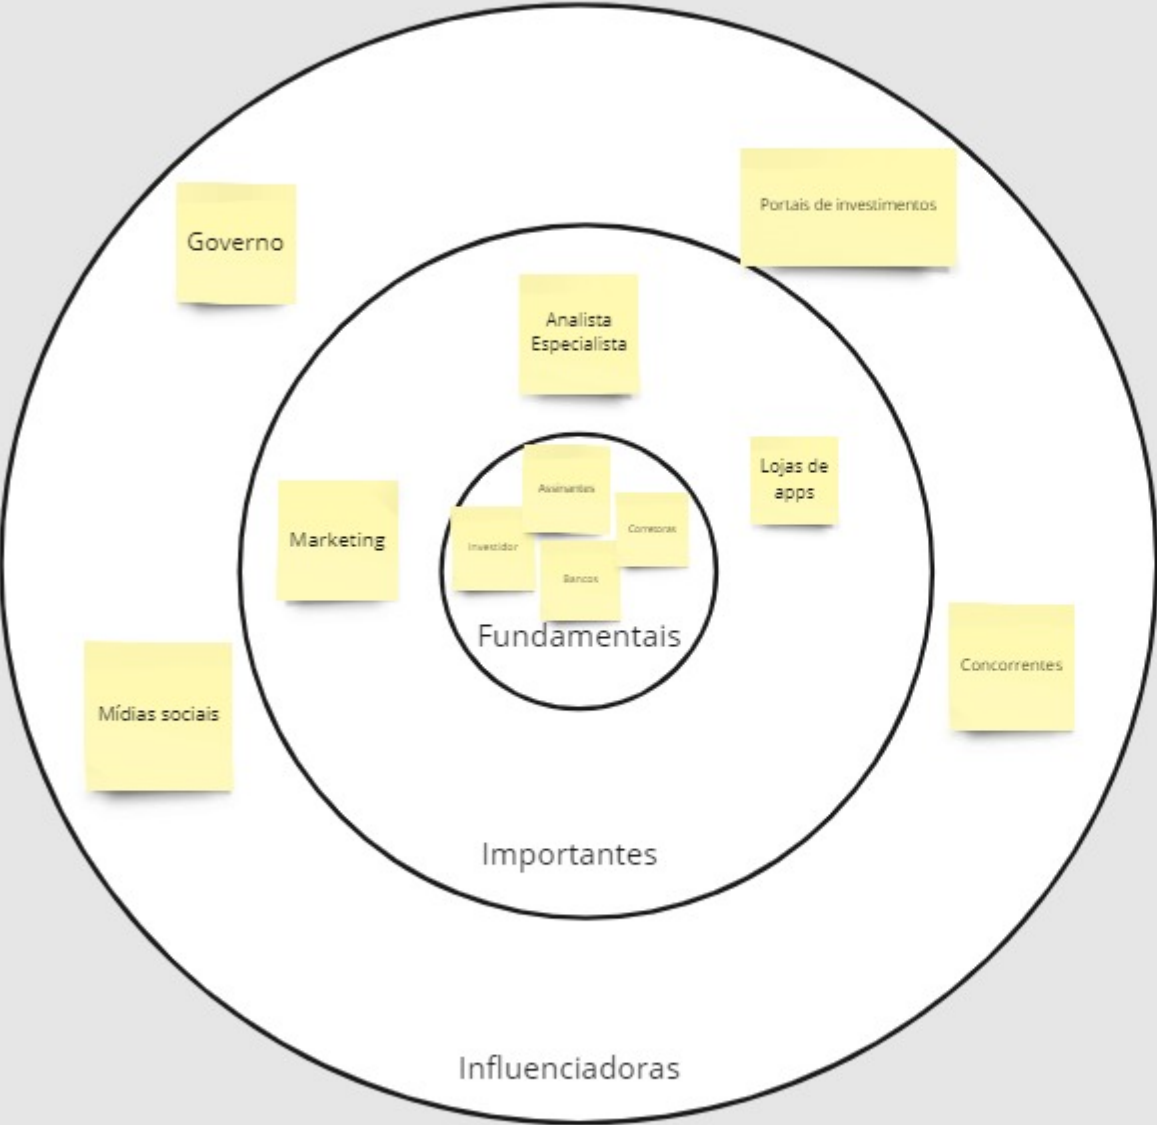 Portais de investimentos
Governo
Analista
Especialista
Lojas de
apps
Assinantes
Corretoras
Investidor
Marketing
Bancos
Fundamentais
Concorrentes
Mídias sociais
Importantes
Influenciadoras